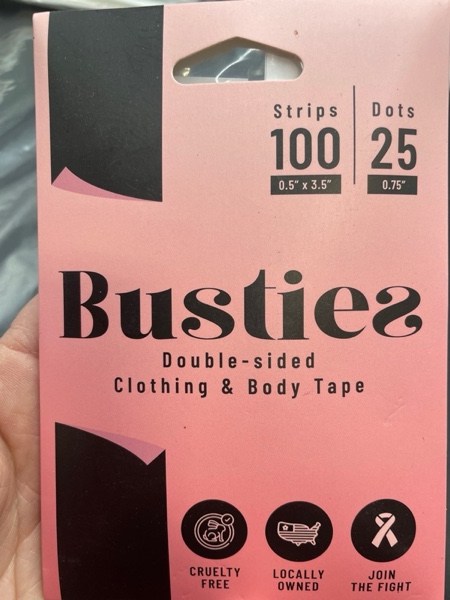 Strips
Dots
100
25
0.5" x 3.5"
0.75"
Busties
Double-sided
Clothing & Body Tape
CRUELTY
FREE
LOCALLY
OWNED
JOIN
THE FIGHT